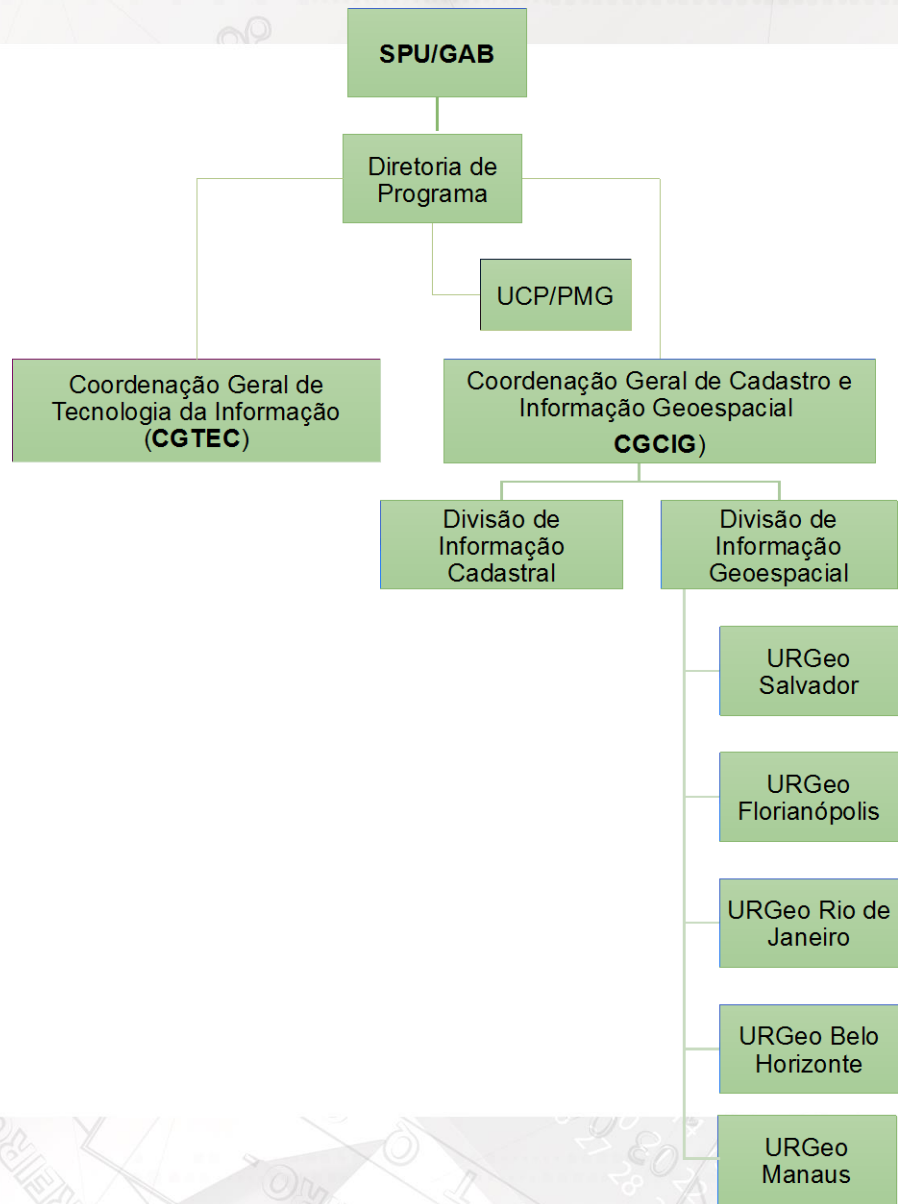 SPU/GAB
Diretoria de
Programa
UCP/PMG
Coordenação Geral de
Tecnologia da Informação
(CGTEC)
Coordenação Geral de Cadastro e
Informação Geoespacial
CGCIG)
Divisão de
Informação
Cadastral
Divisão de
Informação
Geoespacial
URGeo
Salvador
URGeo
Florianópolis
URGeo Rio de
Janeiro
URGeo Belo
Horizonte
URGeo
Manaus